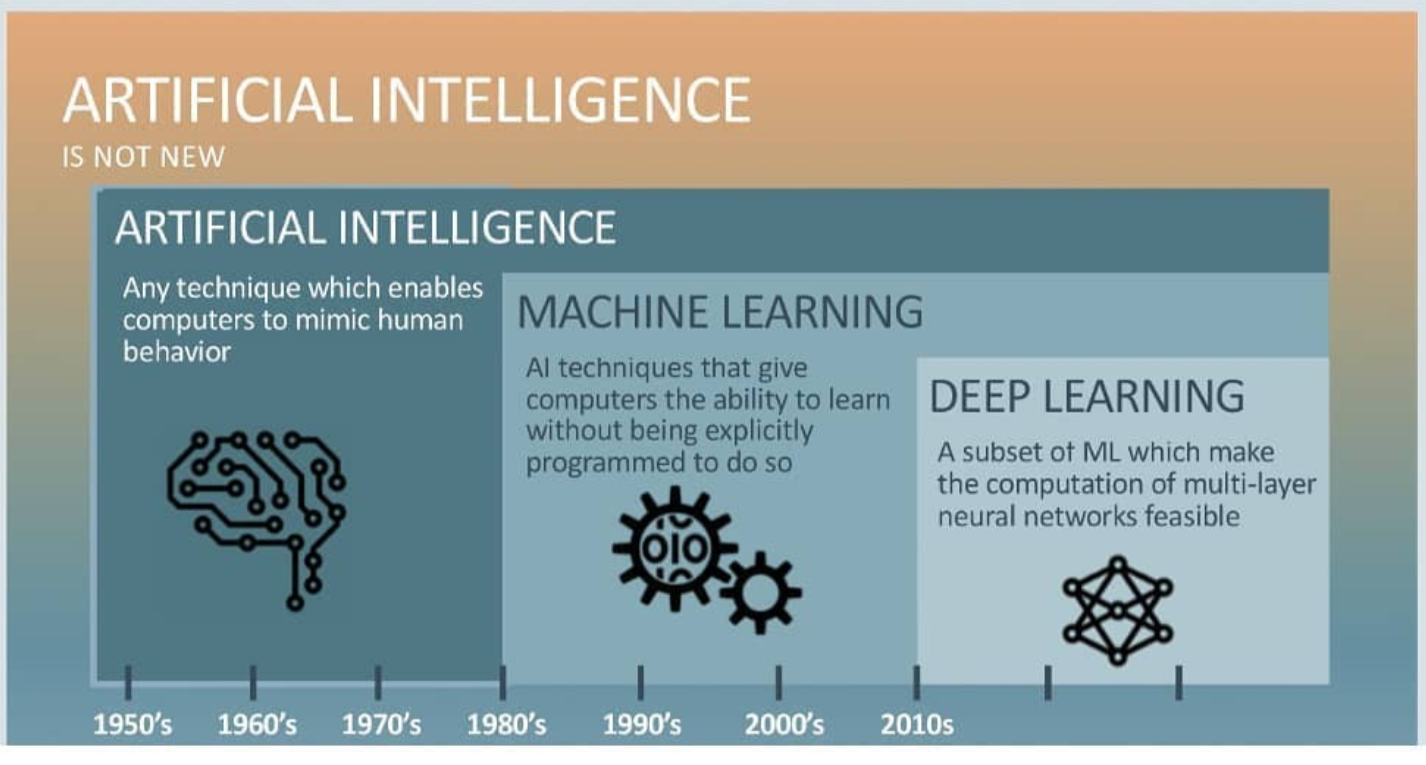 ARTIFICIAL INTELLIGENCE
IS NOT NEW
ARTIFICIAL INTELLIGENCE
Any technique which enables
computers to mimic human
behavior
MACHINE LEARNING
AI techniques that give
computers the ability to learn
without being explicitly
programmed to do so
DEEP LEARNING
A subset of ML which make
the computation of multi-layer
neural networks feasible
OIO
1950's 1960's 1970's 1980's 1990's 2000's 2010s